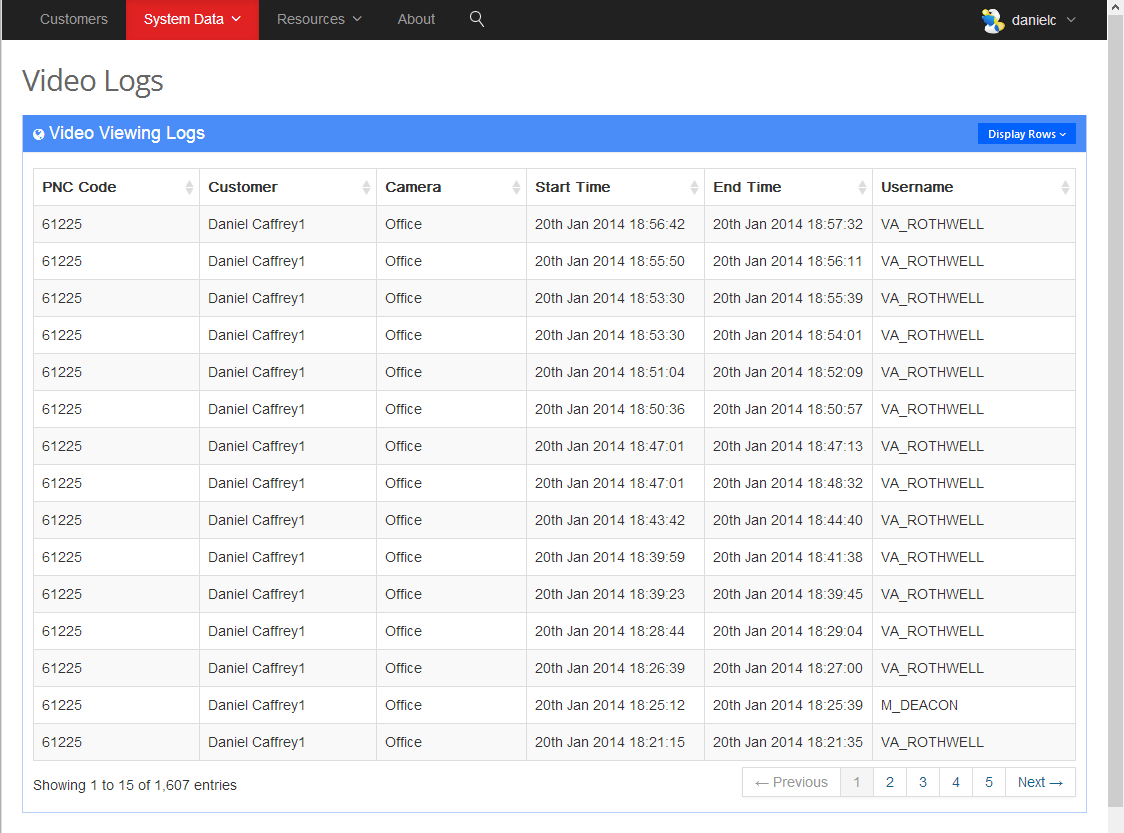 Customers System Data Resources About danielc
Video Logs
Video Viewing Logs Display Rows
PNC Code Customer Camera Start Time End Time Username
61225 Daniel Caffrey1 Office 20th Jan 2014 18:56:42 20th Jan 2014 18:57:32 VA_ROTHWELL
61225 Daniel Caffrey1 Office 20th Jan 2014 18:55:50 20th Jan 2014 18:56:11 VA_ROTHWELL
61225 Daniel Caffrey1 Office 20th Jan 2014 18:53:30 20th Jan 2014 18:55:39 VA_ROTHWELL
61225 Daniel Caffrey1 Office 20th Jan 2014 18:53:30 20th Jan 2014 18:54:01 VA_ROTHWELL
61225 Daniel Caffrey1 Office 20th Jan 2014 18:51:04 20th Jan 2014 18:52:09 VA_ROTHWELL
61225 Daniel Caffrey1 Office 20th Jan 2014 18:50:36 20th Jan 2014 18:50:57 VA_ROTHWELL
61225 Daniel Caffrey1 Office 20th Jan 2014 18:47:01 20th Jan 2014 18:47:13 VA_ROTHWELL
61225 Daniel Caffrey1 Office 20th Jan 2014 18:47:01 20th Jan 2014 18:48:32 VA_ROTHWELL
61225 Daniel Caffrey1 Office 20th Jan 2014 18:43:42 20th Jan 2014 18:44:40 VA_ROTHWELL
61225 Daniel Caffrey1 Office 20th Jan 2014 18:39:59 20th Jan 2014 18:41:38 VA_ROTHWELL
61225 Daniel Caffrey1 Office 20th Jan 2014 18:39:23 20th Jan 2014 18:39:45 VA_ROTHWELL
61225 Daniel Caffrey1 Office 20th Jan 2014 18:28:44 20th Jan 2014 18:29:04 VA_ROTHWELL
61225 Daniel Caffrey1 Office 20th Jan 2014 18:26:39 20th Jan 2014 18:27:00 VA_ROTHWELL
61225 Daniel Caffrey1 Office 20th Jan 2014 18:25:12 20th Jan 2014 18:25:39 M_DEACON
61225 Daniel Caffrey1 Office 20th Jan 2014 18:21:15 20th Jan 2014 18:21:35 VA_ROTHWELL
Showing 1 to 15 of 1,607 entries ← Previous 1 2 3 4 5 Next →